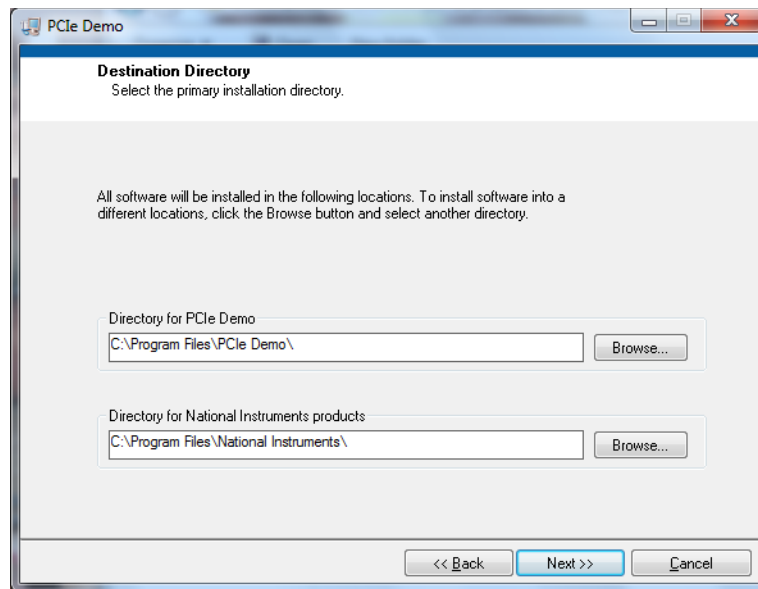 PCIe Demo
Destination Directory
Select the primary installation directory.
All software will be installed in the following locations. To install software into a
different locations, click the Browse button and select another directory.
Directory for PCIe Demo
C:\Program Files\PCIe Demo\
Browse...
Directory for National Instruments products
C:\Program Files\National Instruments\
Browse...
<< Back
Next >>
Cancel